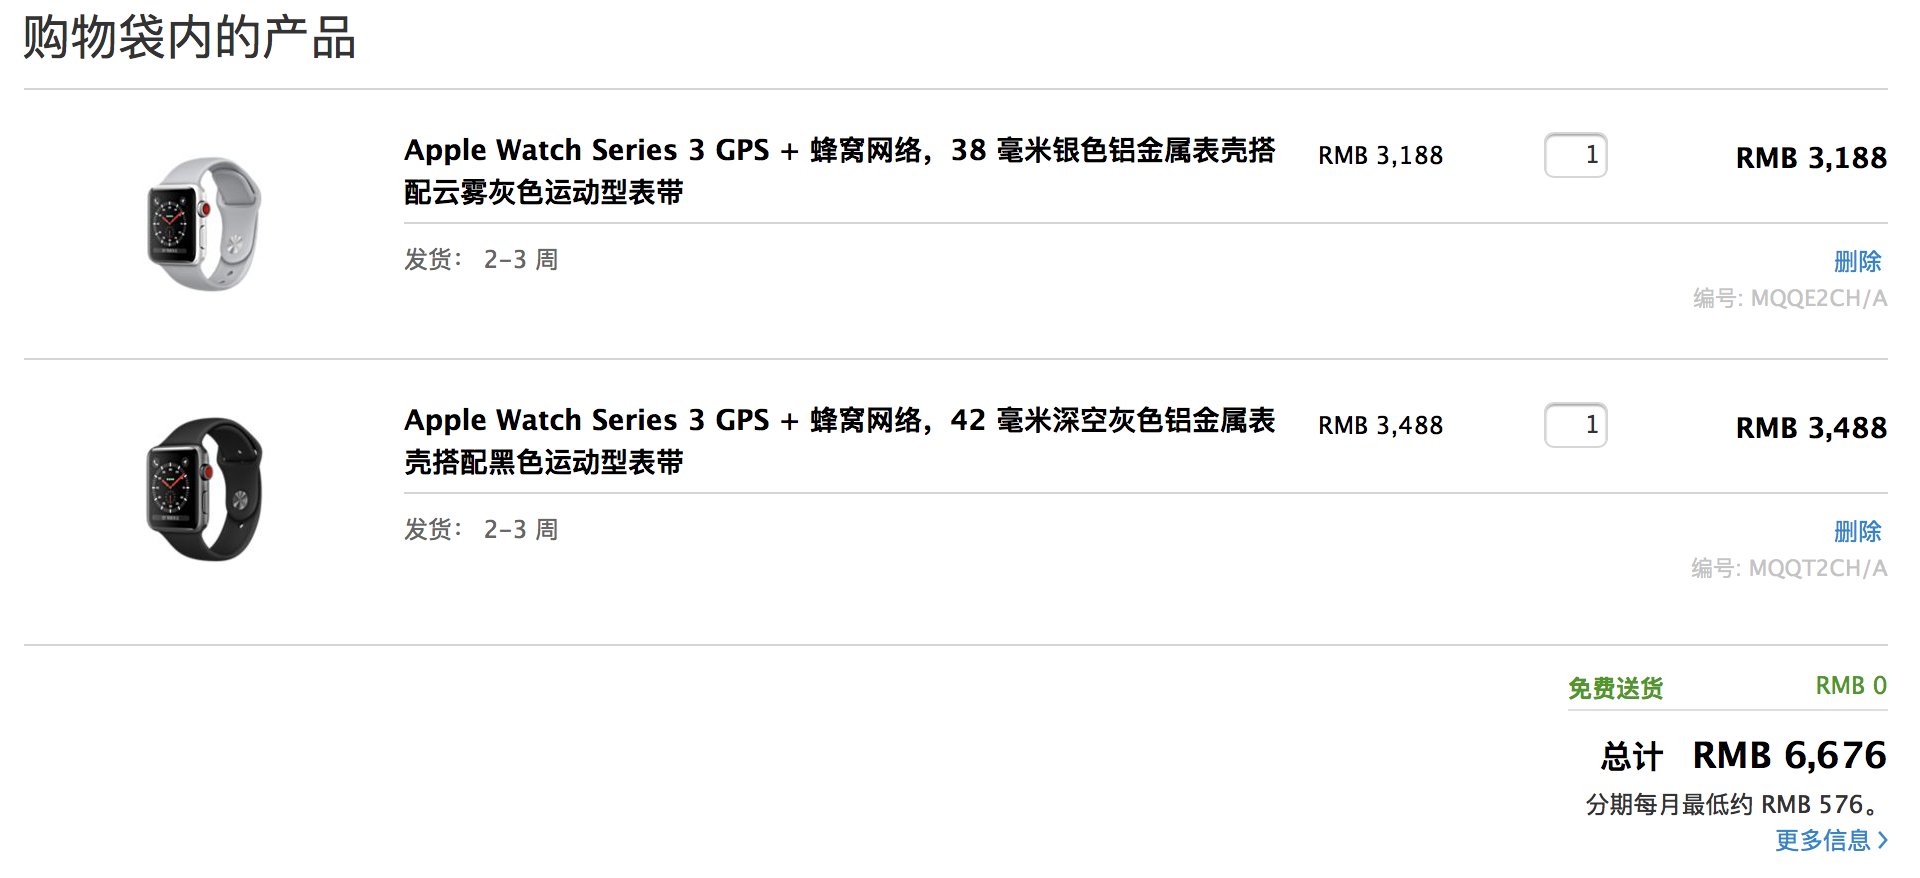 购物袋内的产品
Apple Watch Series 3 GPS + 蜂窝网络，38 毫米银色铝金属表壳搭
配云雾灰色运动型表带
RMB 3,188
1
RMB 3,188
发货： 2-3 周
删除
编号: MQQE2CH/A
Apple Watch Series 3 GPS + 蜂窝网络，42 毫米深空灰色铝金属表
壳搭配黑色运动型表带
RMB 3,488
1
RMB 3,488
发货： 2-3 周
删除
编号: MQQT2CH/A
免费送货 RMB 0
总计 RMB 6,676
分期每月最低约 RMB 576。
更多信息 >